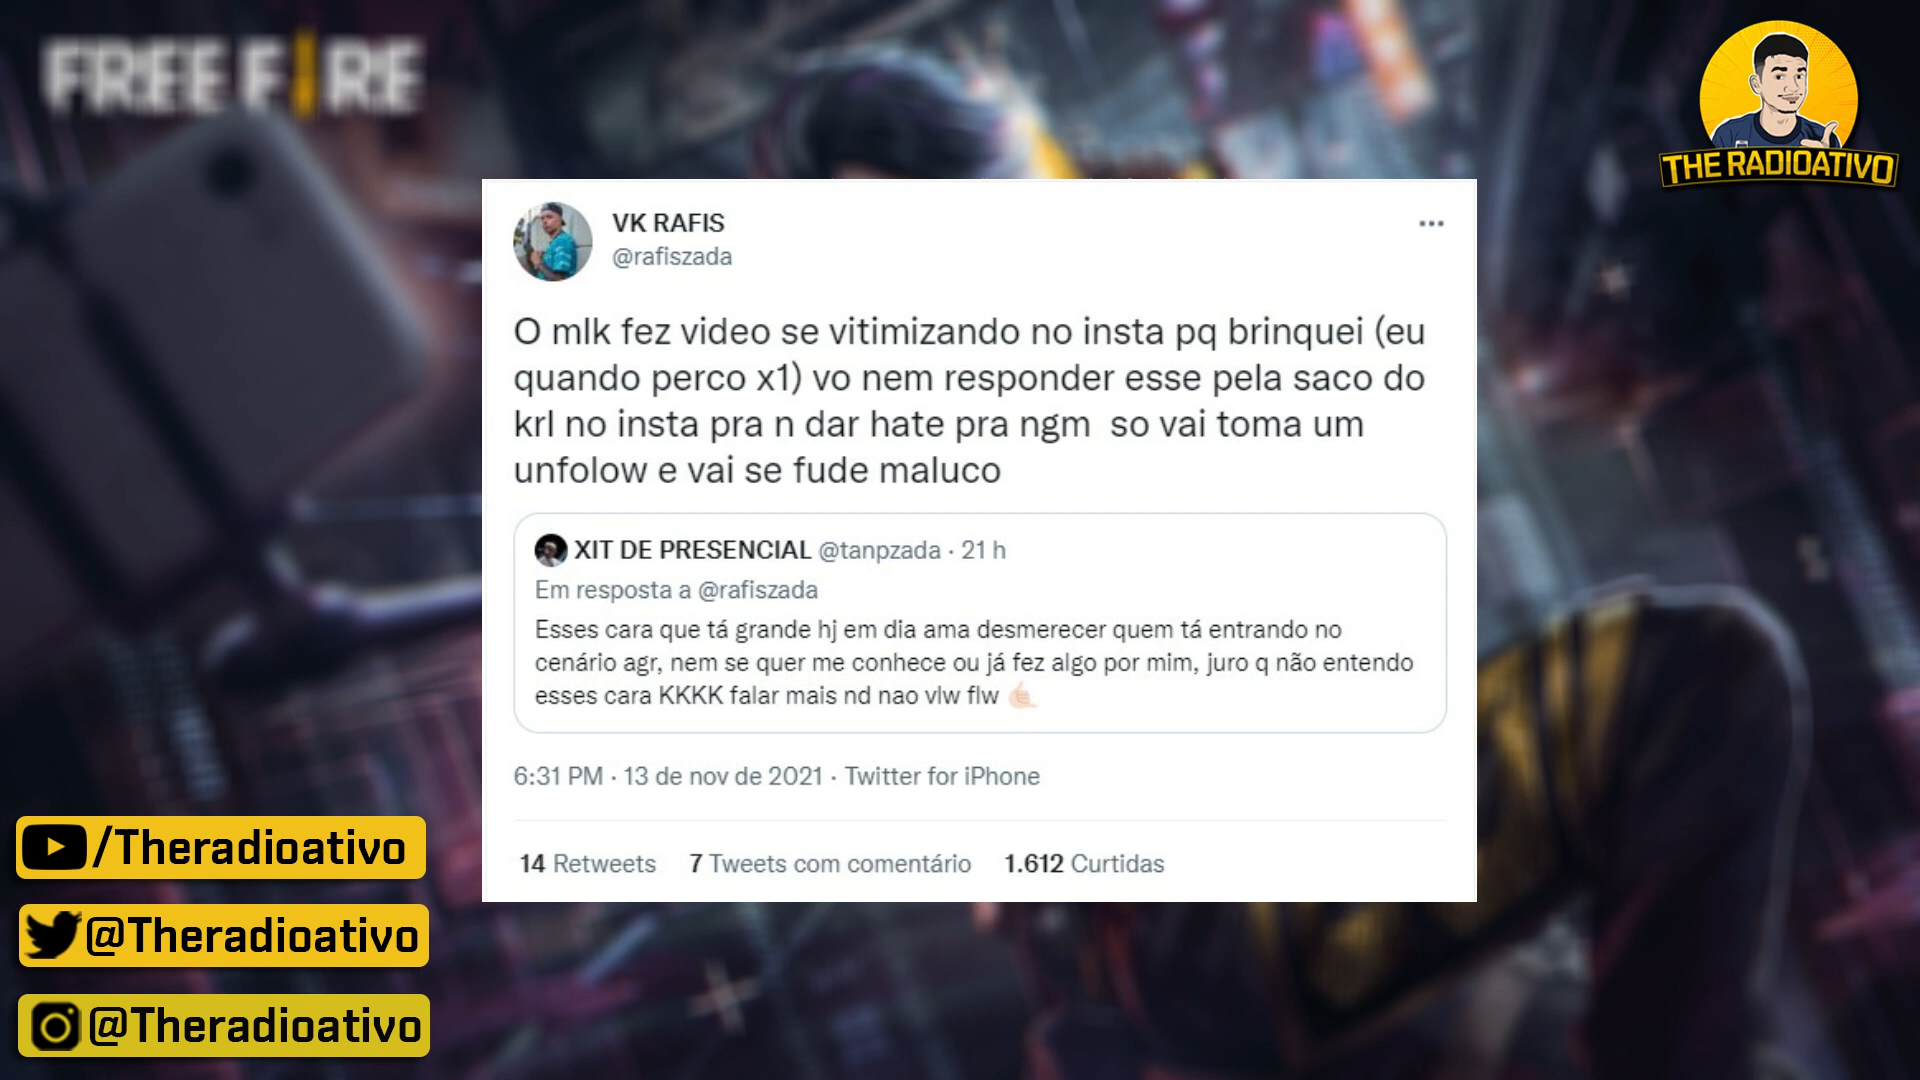 FREE FIRE
THE RADIOATIVO
VK RAFIS
@rafiszada
O mlk fez video se vitimizando no insta pq brinquei (eu
quando perco x1) vo nem responder esse pela saco do
krl no insta pra n dar hate pra ngm  so vai toma um
unfolow e vai se fude maluco
XIT DE PRESENCIAL @tanpzada · 21 h
Em resposta a @rafiszada
Esses cara que tá grande hj em dia ama desmerecer quem tá entrando no
cenário agr, nem se quer me conhece ou já fez algo por mim, juro q não entendo
esses cara KKKK falar mais nd nao vlw flw 🤙🏻
6:31 PM · 13 de nov de 2021 · Twitter for iPhone
14 Retweets 7 Tweets com comentário 1.612 Curtidas
/Theradioativo
@Theradioativo
@Theradioativo